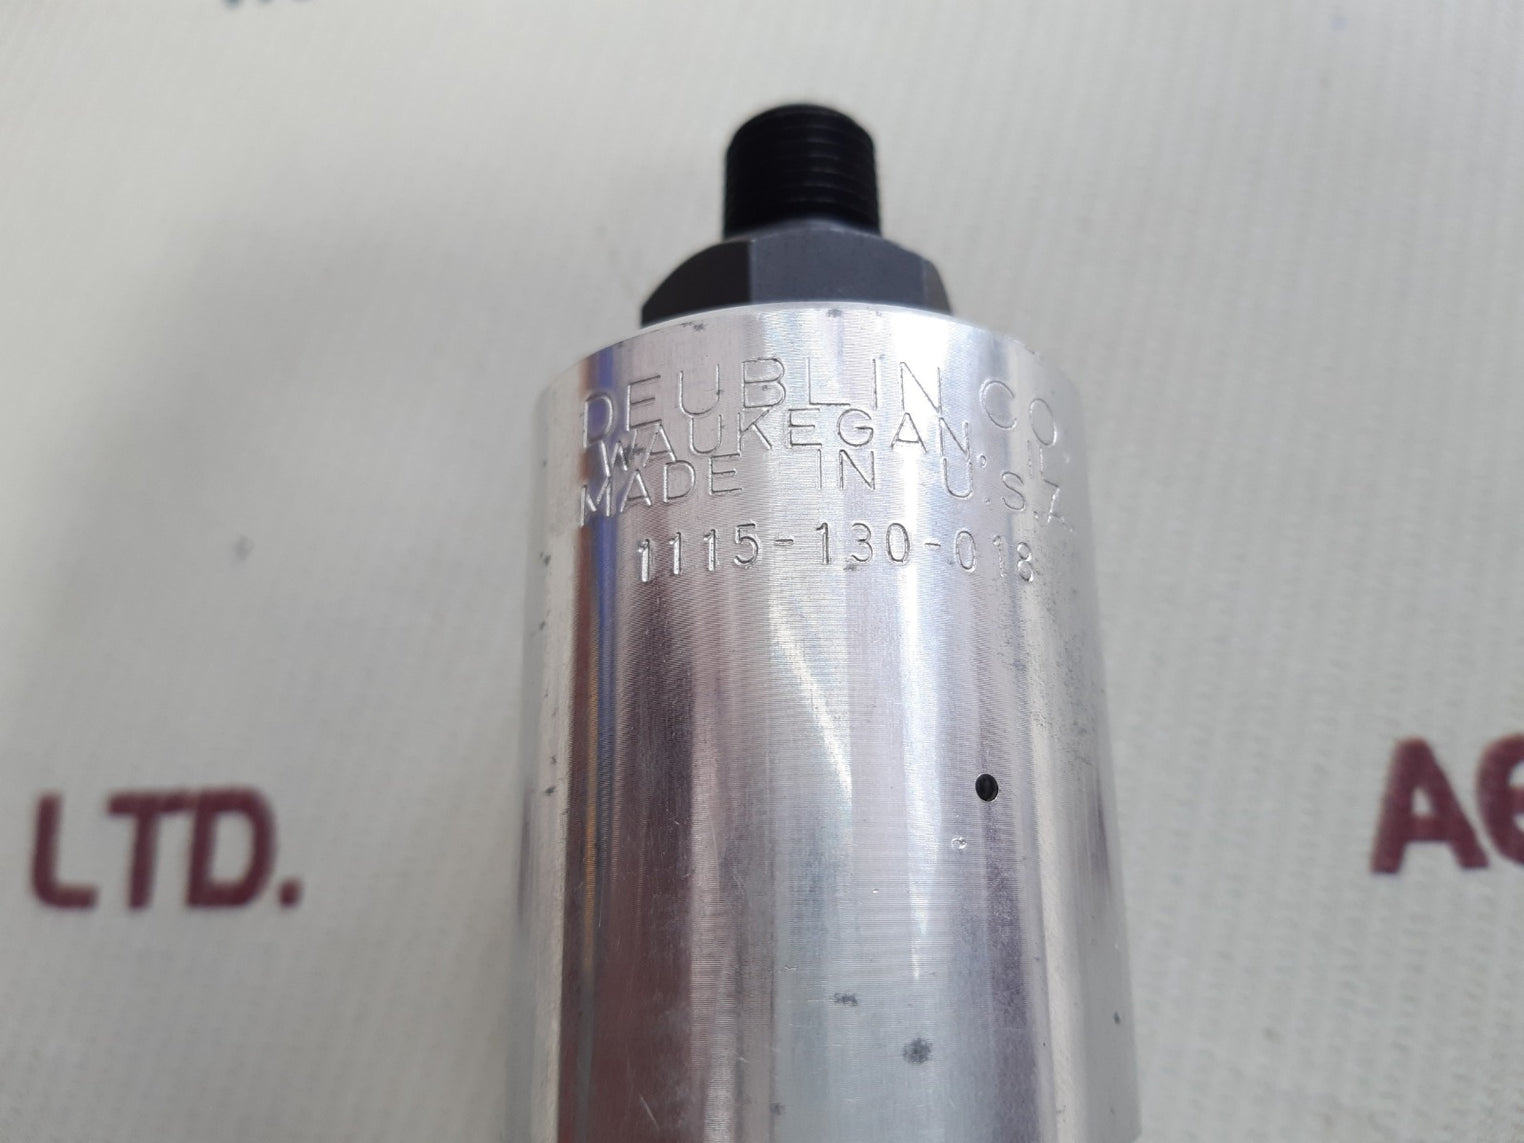 DEUBLIN CO.
WAUKEGAN, IL
MADE IN U.S.A
1115-130-018
LTD.